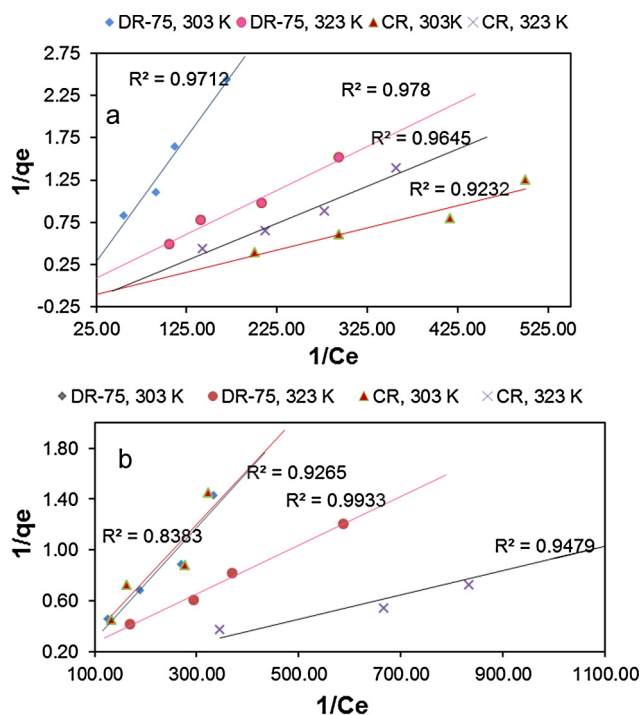 DR-75, 303 K DR-75, 323 K CR, 303K CR, 323 K
2.75
R² = 0.9712
R² = 0.978
2.25
a
1.75
R² = 0.9645
1/qe
1.25
R² = 0.9232
0.75
0.25
-0.25
25.00 125.00 225.00 325.00 425.00 525.00
1/Ce
DR-75, 303 K DR-75, 323 K CR, 303 K CR, 323 K
b
1.80
R² = 0.9265
1.40
R² = 0.9933
R² = 0.8383
R² = 0.9479
1/qe
1.00
0.60
0.20
100.00 300.00 500.00 700.00 900.00 1100.00
1/Ce